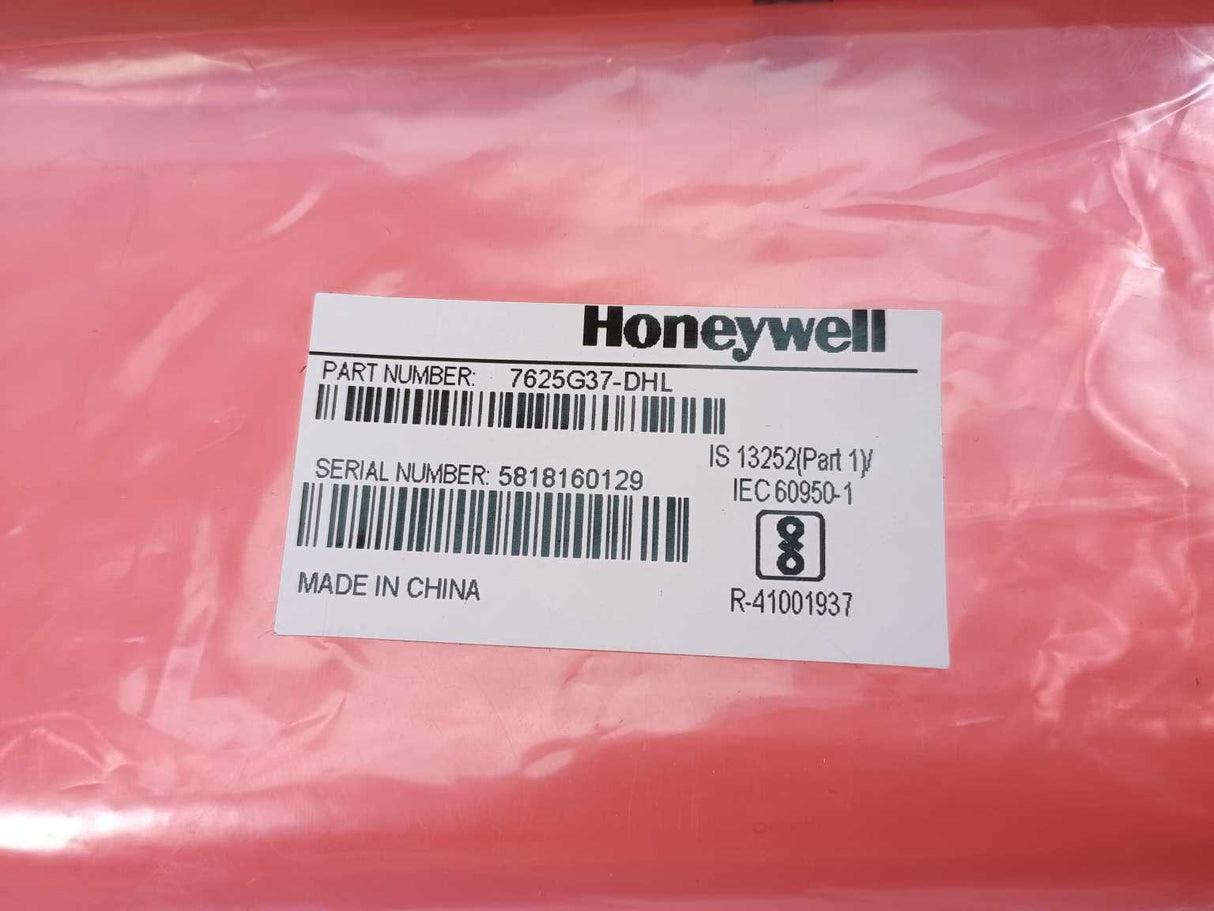 Honeywell
PART NUMBER: 7625G37-DHL
IS 13252(Part 1)/
IEC 60950-1
SERIAL NUMBER: 5818160129
R-41001937
MADE IN CHINA